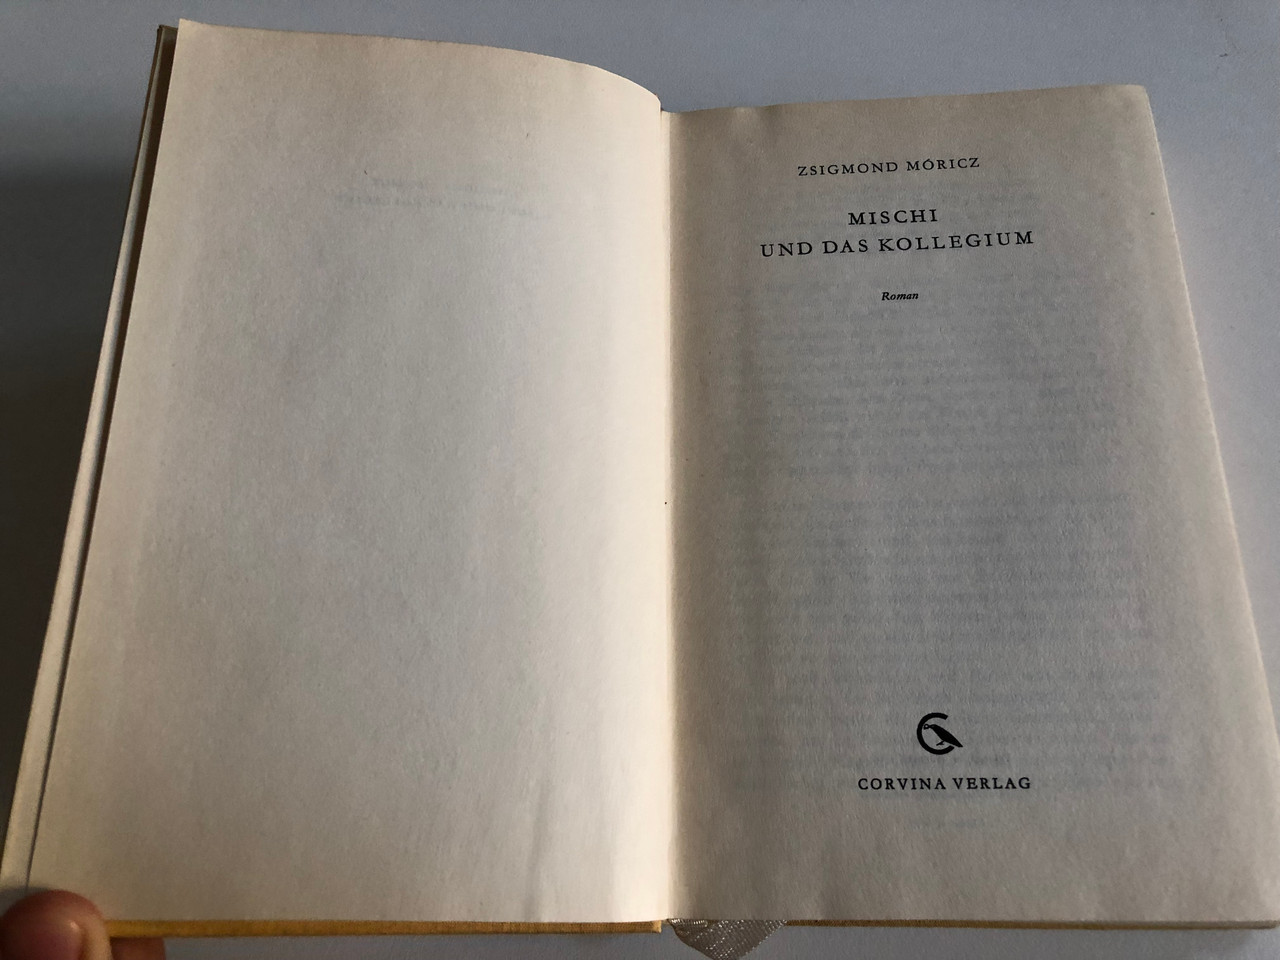 ZSIGMOND MÓRICZ
MISCHI
UND DAS KOLLEGIUM
Roman
CORVINA VERLAG